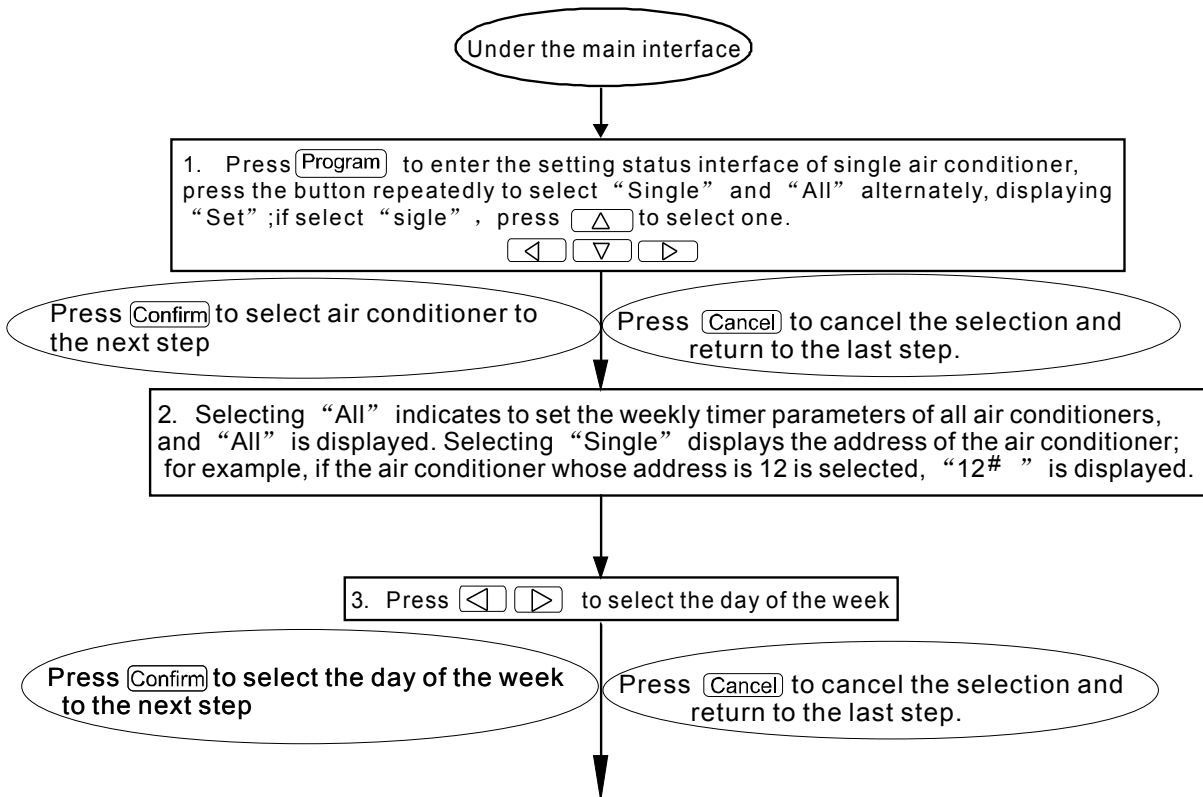 Under the main interface
1. Press Program to enter the setting status interface of single air conditioner,
press the button repeatedly to select “Single” and “All” alternately, displaying
“Set” ;if select “sigle” , press △ to select one.
◁ ▽ ▷
Press Confirm to select air conditioner to
the next step
Press Cancel to cancel the selection and
return to the last step.
2. Selecting “All” indicates to set the weekly timer parameters of all air conditioners,
and “All” is displayed. Selecting “Single” displays the address of the air conditioner;
for example, if the air conditioner whose address is 12 is selected, “12# ” is displayed.
3. Press ◁ ▷ to select the day of the week
Press Confirm to select the day of the week
to the next step
Press Cancel to cancel the selection and
return to the last step.